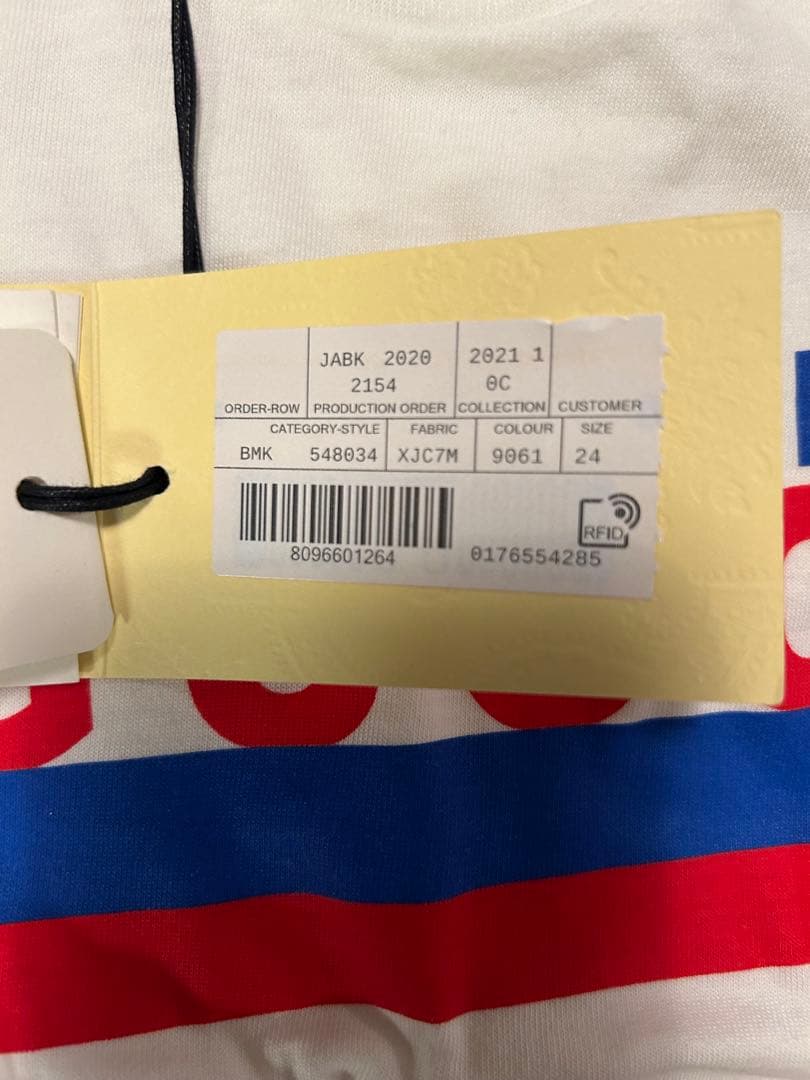 JABK 2020 2021 1
2154 0C
ORDER-ROW PRODUCTION ORDER COLLECTION CUSTOMER
CATEGORY-STYLE FABRIC COLOUR SIZE
BMK 548034 XJC7M 9061 24
RFID
8096601264 0176554285